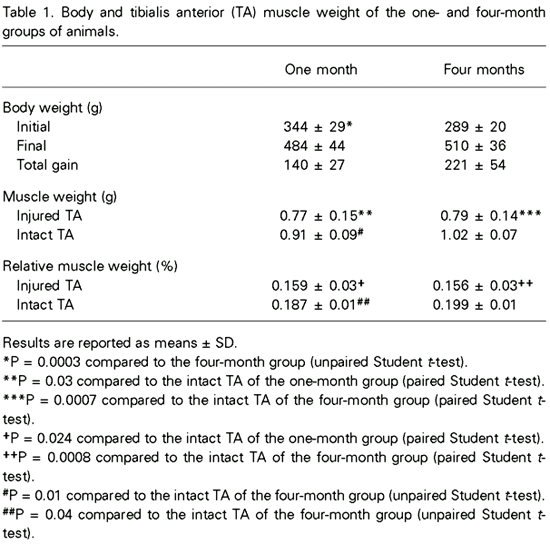 Table 1. Body and tibialis anterior (TA) muscle weight of the one- and four-month
groups of animals.
One month Four months
Body weight (g)
Initial 344 ± 29* 289 ± 20
Final 484 ± 44 510 ± 36
Total gain 140 ± 27 221 ± 54
Muscle weight (g)
Injured TA 0.77 ± 0.15** 0.79 ± 0.14***
Intact TA 0.91 ± 0.09# 1.02 ± 0.07
Relative muscle weight (%)
Injured TA 0.159 ± 0.03+ 0.156 ± 0.03++
Intact TA 0.187 ± 0.01## 0.199 ± 0.01
Results are reported as means ± SD.
*P = 0.0003 compared to the four-month group (unpaired Student t-test).
**P = 0.03 compared to the intact TA of the one-month group (paired Student t-test).
***P = 0.0007 compared to the intact TA of the four-month group (paired Student t-
test).
+P = 0.024 compared to the intact TA of the one-month group (paired Student t-test).
++P = 0.0008 compared to the intact TA of the four-month group (paired Student t-
test).
#P = 0.01 compared to the intact TA of the four-month group (unpaired Student t-test).
##P = 0.04 compared to the intact TA of the four-month group (unpaired Student t-
test).